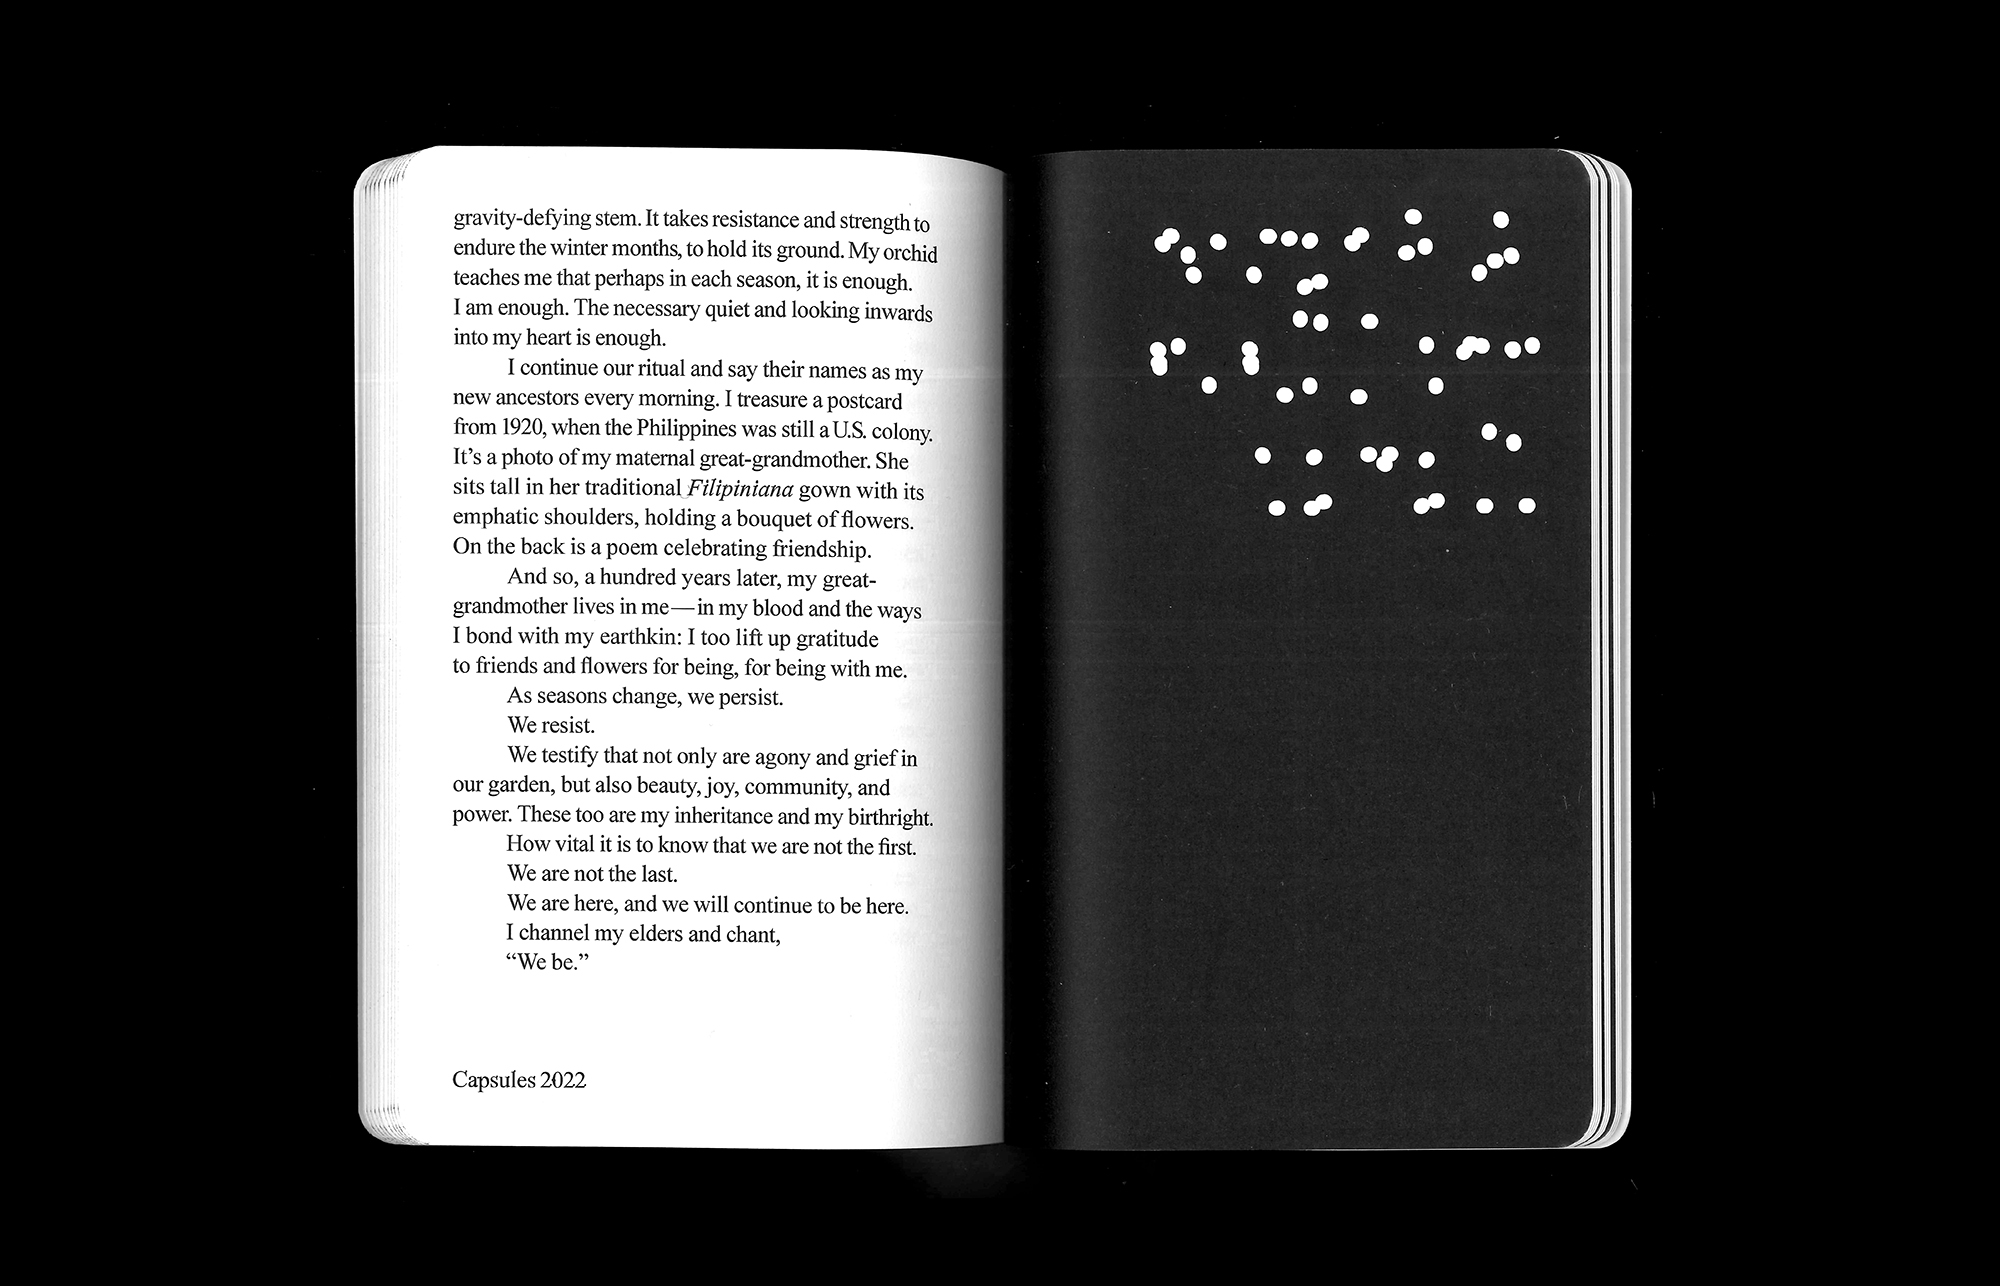 gravity-defying stem. It takes resistance and strength to
endure the winter months, to hold its ground. My orchid
teaches me that perhaps in each season, it is enough.
I am enough. The necessary quiet and looking inwards
into my heart is enough.
I continue our ritual and say their names as my
new ancestors every morning. I treasure a postcard
from 1920, when the Philippines was still a U.S. colony.
It’s a photo of my maternal great-grandmother. She
sits tall in her traditional Filipiniana gown with its
emphatic shoulders, holding a bouquet of flowers.
On the back is a poem celebrating friendship.
And so, a hundred years later, my great-
grandmother lives in me—in my blood and the ways
I bond with my earthkin: I too lift up gratitude
to friends and flowers for being, for being with me.
As seasons change, we persist.
We resist.
We testify that not only are agony and grief in
our garden, but also beauty, joy, community, and
power. These too are my inheritance and my birthright.
How vital it is to know that we are not the first.
We are not the last.
We are here, and we will continue to be here.
I channel my elders and chant,
“We be.”
Capsules 2022